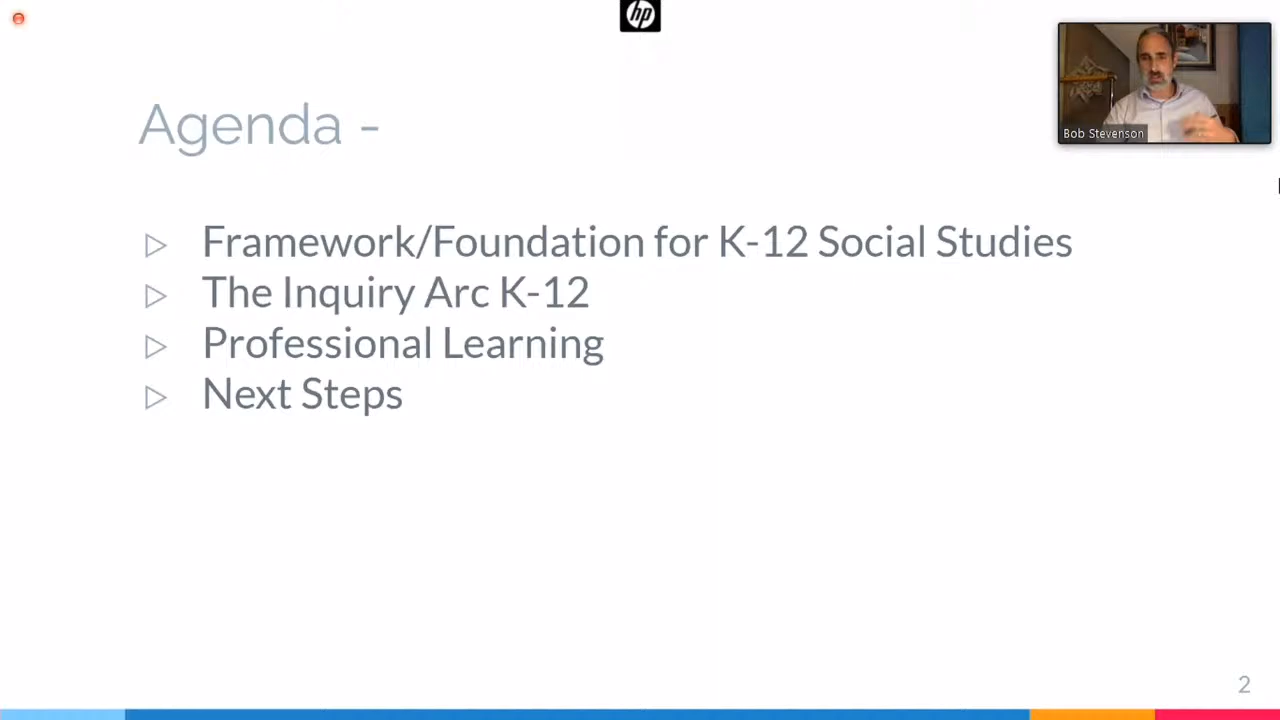 hp
Bob Stevenson
Agenda -
Framework/Foundation for K-12 Social Studies
The Inquiry Arc K-12
Professional Learning
Next Steps
2